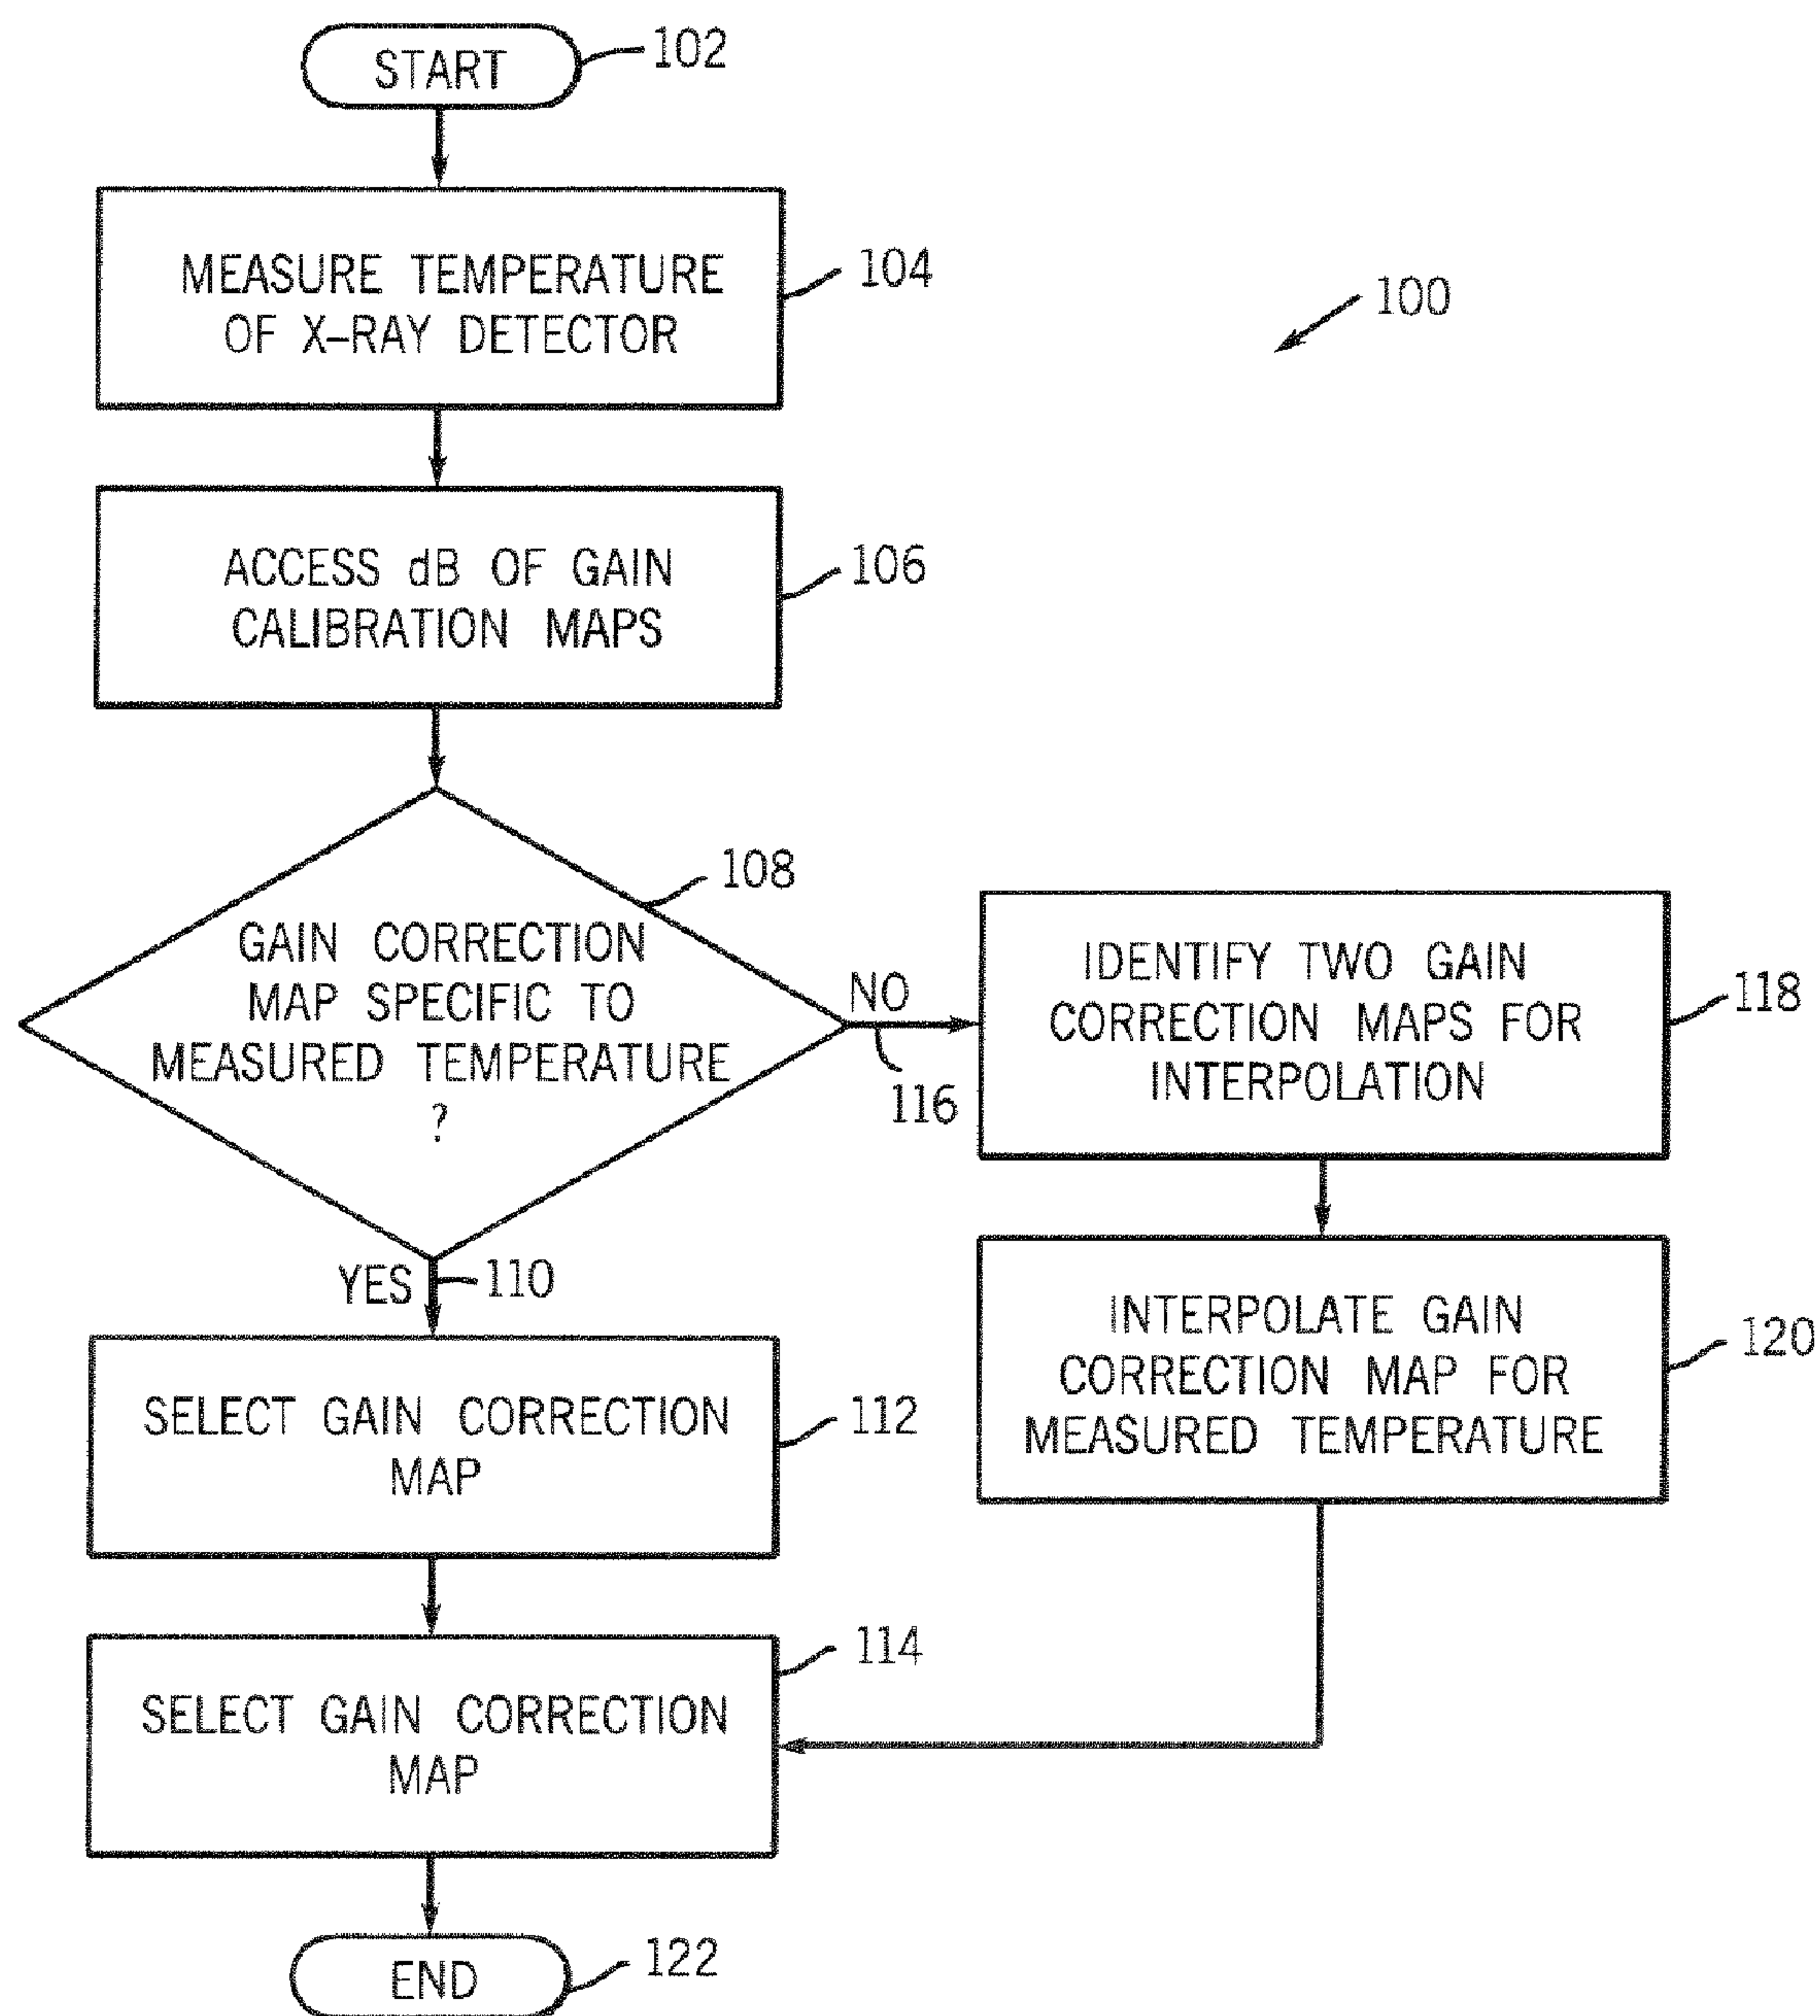 START
102
MEASURE TEMPERATURE
OF X-RAY DETECTOR
104
100
ACCESS dB OF GAIN
CALIBRATION MAPS
106
108
GAIN CORRECTION
MAP SPECIFIC TO
MEASURED TEMPERATURE
?
NO
116
IDENTIFY TWO GAIN
CORRECTION MAPS FOR
INTERPOLATION
118
YES
110
INTERPOLATE GAIN
CORRECTION MAP FOR
MEASURED TEMPERATURE
120
SELECT GAIN CORRECTION
MAP
112
SELECT GAIN CORRECTION
MAP
114
END
122